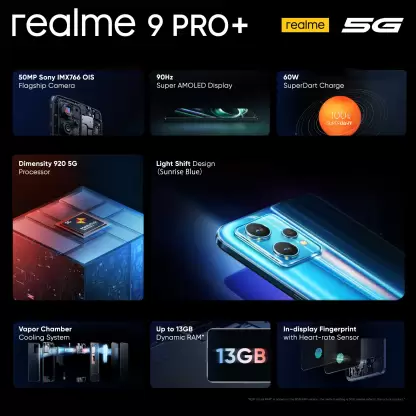 realme 9 PRO+
realme 5G
50MP Sony IMX766 OIS
Flagship Camera
90Hz
Super AMOLED Display
60W
SuperDart Charge
100%
Dimensity 920 5G
Processor
Light Shift Design
(Sunrise Blue)
Vapor Chamber
Cooling System
Up to 13GB
Dynamic RAM*
13GB
In-display Fingerprint
with Heart-rate Sensor